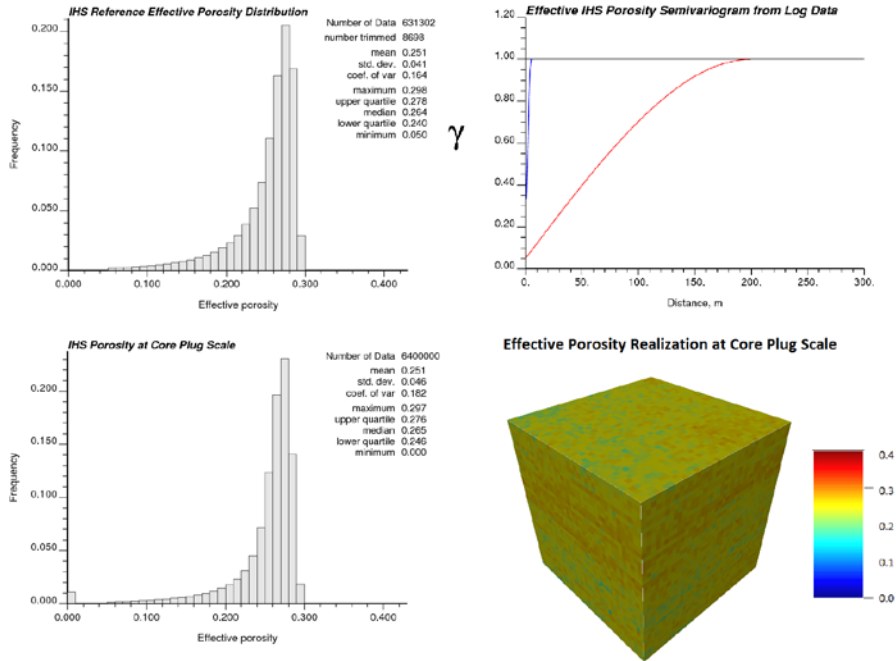 IHS Reference Effective Porosity Distribution
Number of Data 631302
number trimmed 8698
mean 0.251
std. dev. 0.041
coef. of var 0.164
maximum 0.298
upper quartile 0.278
median 0.264
lower quartile 0.240
minimum 0.050
0.200
0.150
0.100
0.050
0.000
Frequency
0.000 0.100 0.200 0.300 0.400
Effective porosity
Effective IHS Porosity Semivariogram from Log Data
γ
1.20
1.00
0.80
0.60
0.40
0.20
0.00
0. 50. 100. 150. 200. 250. 300.
Distance, m
IHS Porosity at Core Plug Scale
Number of Data 6400000
mean 0.251
std. dev. 0.046
coef. of var 0.182
maximum 0.297
upper quartile 0.276
median 0.265
lower quartile 0.246
minimum 0.000
0.200
0.150
0.100
0.050
0.000
Frequency
0.000 0.100 0.200 0.300 0.400
Effective porosity
Effective Porosity Realization at Core Plug Scale
0.4
0.3
0.2
0.1
0.0